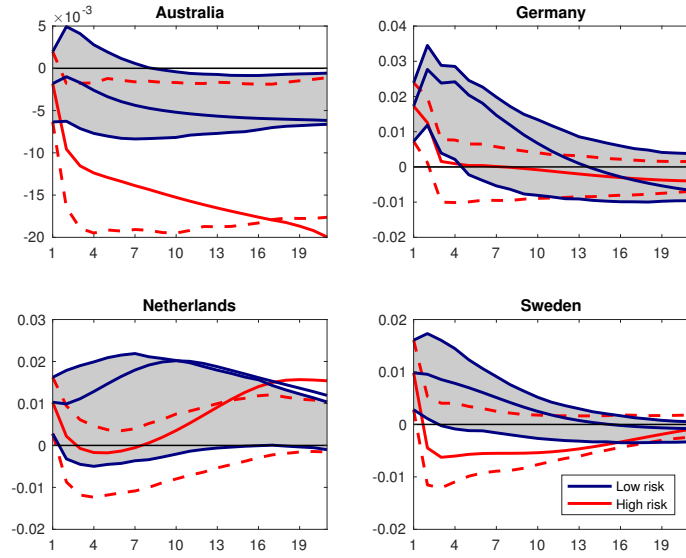 Australia
×10⁻³
5
0
-5
-10
-15
-20
1 4 7 10 13 16 19
Germany
0.04
0.03
0.02
0.01
0
-0.01
-0.02
1 4 7 10 13 16 19
Netherlands
0.03
0.02
0.01
0
-0.01
-0.02
1 4 7 10 13 16 19
Sweden
0.02
0.01
0
-0.01
-0.02
1 4 7 10 13 16 19
Low risk
High risk